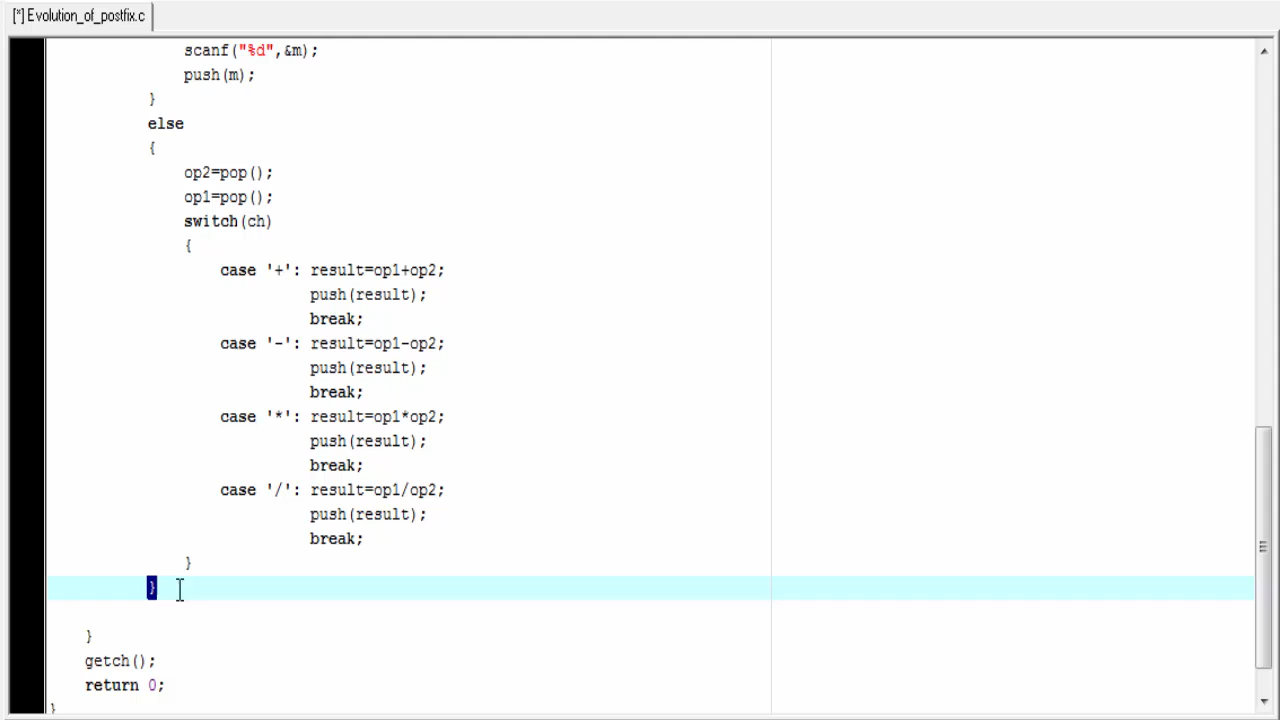 [*] Evolution_of_postfix.c
scanf("%d",&m);
push(m);
}
else
{
op2=pop();
op1=pop();
switch(ch)
{
case '+': result=op1+op2;
push(result);
break;
case '-': result=op1-op2;
push(result);
break;
case '*': result=op1*op2;
push(result);
break;
case '/': result=op1/op2;
push(result);
break;
}
}
}
getch();
return 0;
}